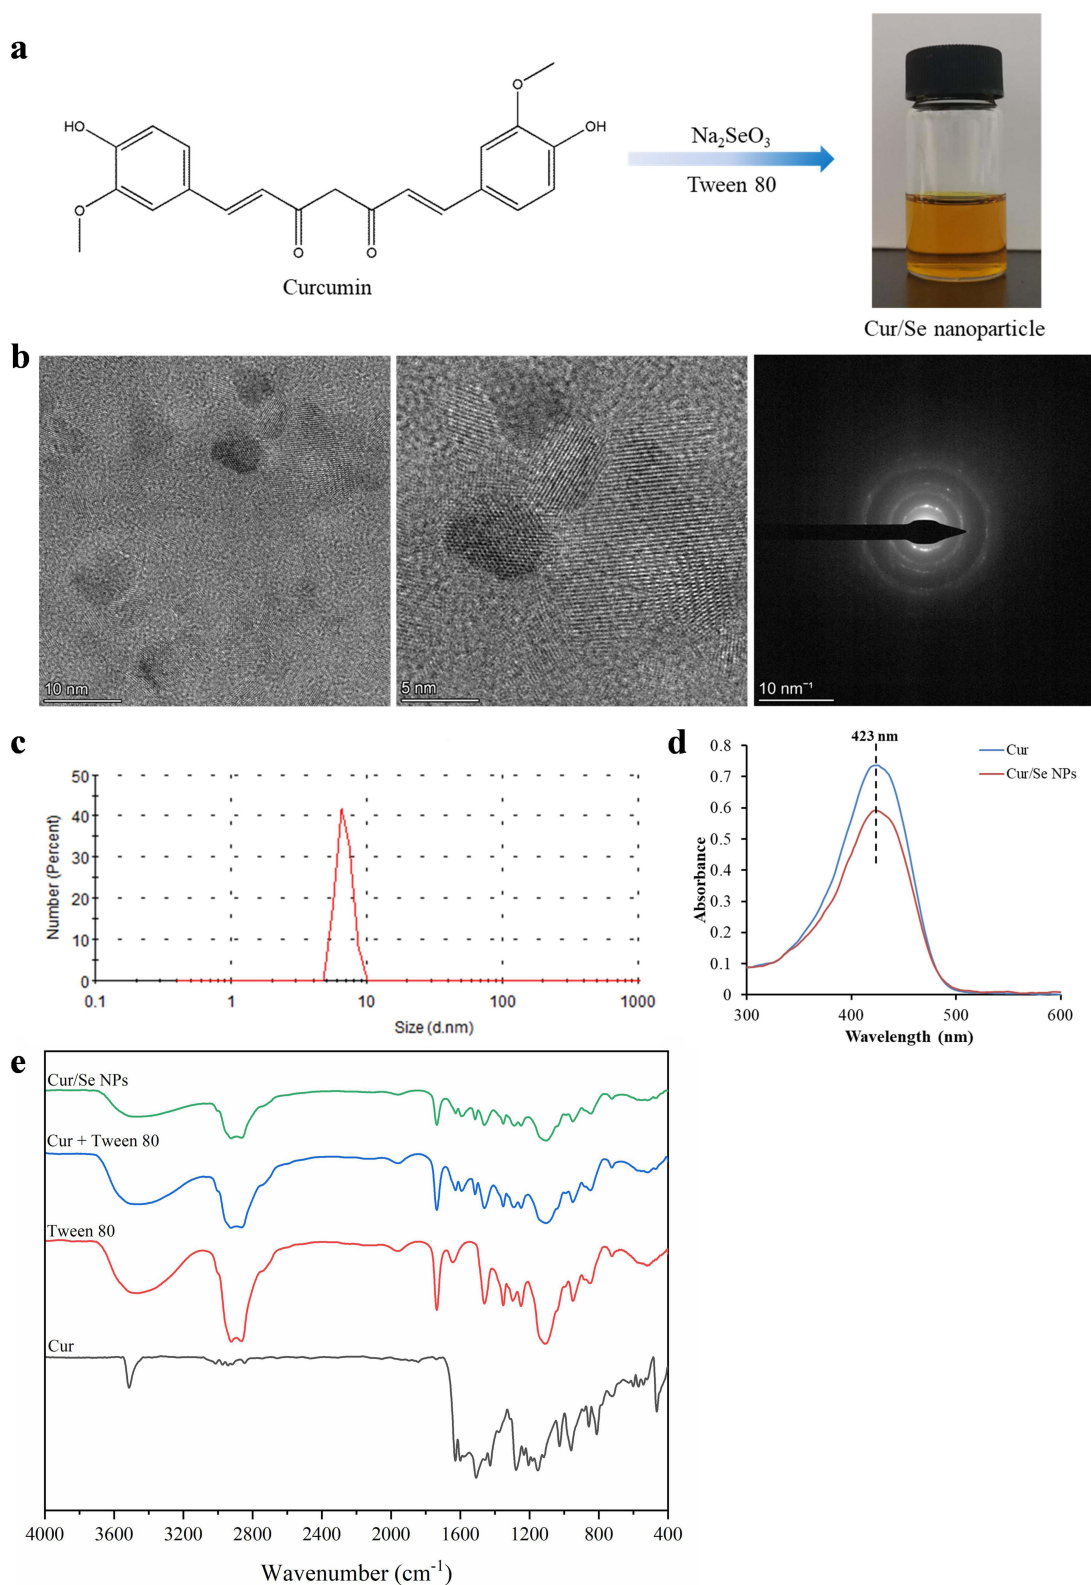 a
HO
O
O
O
O
OH
Curcumin
Na₂SeO₃
Tween 80
Cur/Se nanoparticle
b
10 nm
5 nm
10 nm⁻¹
c
50
40
30
20
10
0
Number (Percent)
0.1 1 10 100 1000
Size (d.nm)
d
423 nm
Cur
Cur/Se NPs
0.8
0.7
0.6
0.5
0.4
0.3
0.2
0.1
0
Absorbance
300 400 500 600
Wavelength (nm)
e
Cur/Se NPs
Cur + Tween 80
Tween 80
Cur
4000 3600 3200 2800 2400 2000 1600 1200 800 400
Wavenumber (cm⁻¹)